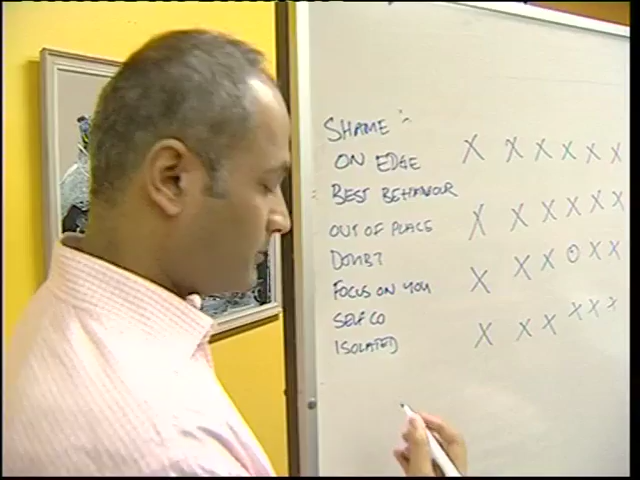 SHAME :-
ON EDGE X X X X X X
BEST BEHAVIOUR
OUT OF PLACE X X X X X X
DOUBT
FOCUS ON YOU X X X O X X
SELF CO
ISOLATED X X X X X X